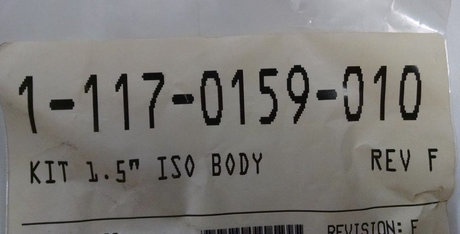 1-117-0159-010
KIT 1.5" ISO BODY REV F
REVISION: F